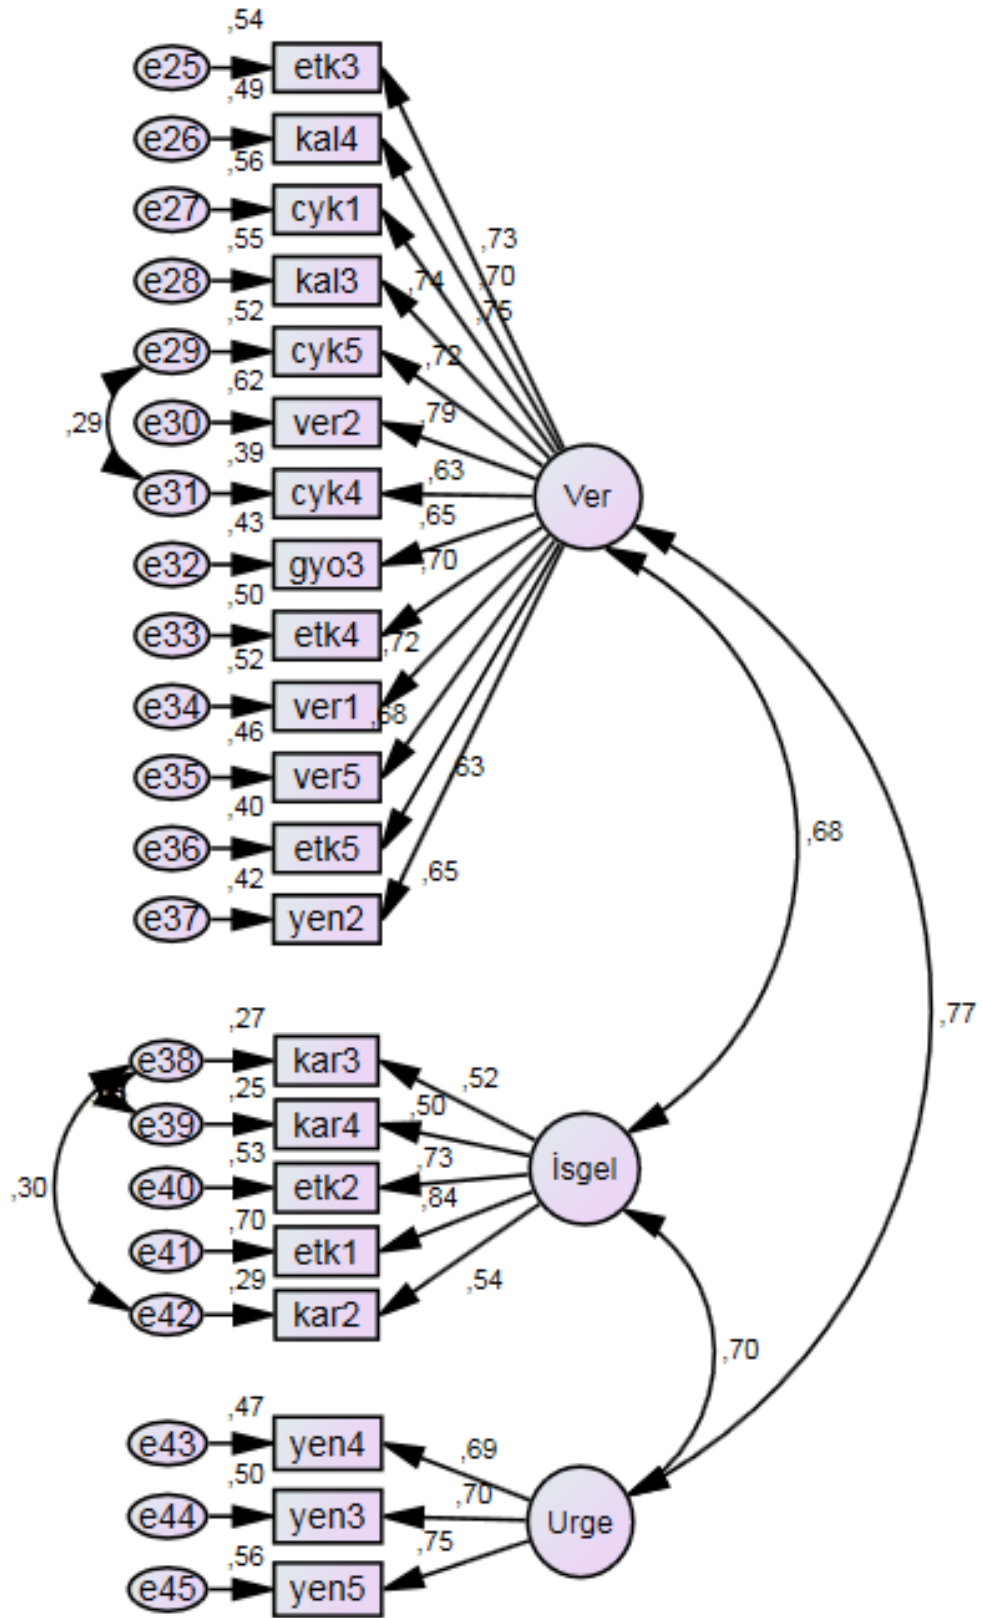 ,54
e25 etk3
,49
e26 kal4
,56
e27 cyk1
,73
,55
,70
e28 kal3
,74
,75
,52
e29 cyk5
,72
,62
,29
e30 ver2
,79
,39
,63
e31 cyk4
Ver
,43
,65
e32 gyo3
,70
,50
e33 etk4
,72
,52
e34 ver1
,68
,46
e35 ver5
63
,40
e36 etk5
,68
,42
,65
e37 yen2
,77
,27
e38 kar3
,52
,25
,50
e39 kar4
,53
,73
İsgel
e40 etk2
,30
,84
,70
e41 etk1
,29
,54
e42 kar2
,70
,47
e43 yen4
,69
,50
,70
e44 yen3
Urge
,75
,56
e45 yen5